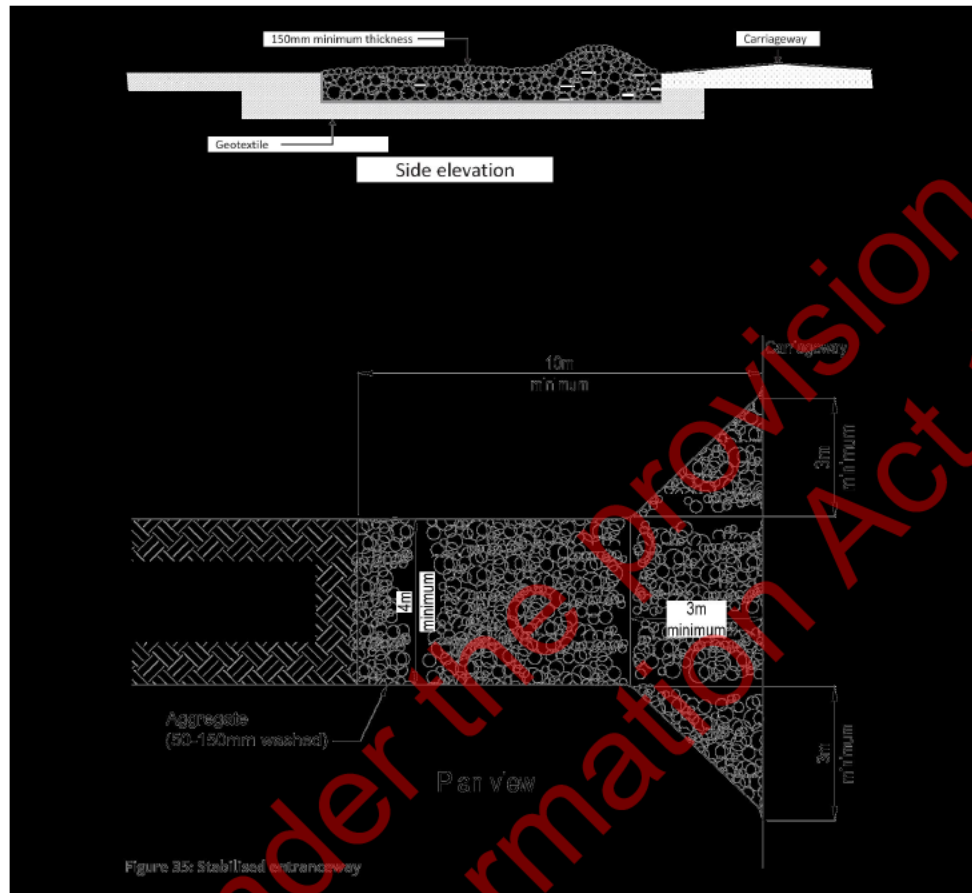 150mm minimum thickness
Carriageway
Geotextile
Side elevation
Carriageway
10m
minimum
3m
minimum
4m
minimum
3m
minimum
Aggregate
(50-150mm washed)
3m
minimum
Plan view
Figure 35: Stabilised entranceway
under the provision
Act